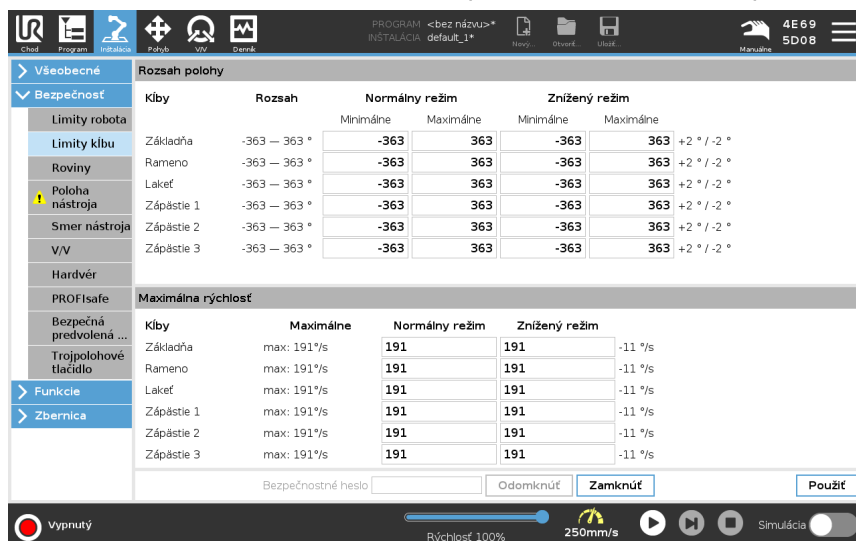 UR
PROGRAM <bez názvu>*
INŠTALÁCIA default_1*
4E69
5D08
Chod Program Inštalácia Pohyb V/V Denník Nový... Otvoriť... Uložiť... Manuálne
Všeobecné
Bezpečnosť
Limity robota
Limity kĺbu
Roviny
Poloha
nástroja
Smer nástroja
V/V
Hardvér
PROFIsafe
Bezpečná
predvolená ...
Trojpolohové
tlačidlo
Funkcie
Zbernica
Rozsah polohy
Kĺby Rozsah Normálny režim Znížený režim
Minimálne Maximálne Minimálne Maximálne
Základňa -363 — 363 ° -363 363 -363 363 +2 ° / -2 °
Rameno -363 — 363 ° -363 363 -363 363 +2 ° / -2 °
Lakeť -363 — 363 ° -363 363 -363 363 +2 ° / -2 °
Zápästie 1 -363 — 363 ° -363 363 -363 363 +2 ° / -2 °
Zápästie 2 -363 — 363 ° -363 363 -363 363 +2 ° / -2 °
Zápästie 3 -363 — 363 ° -363 363 -363 363 +2 ° / -2 °
Maximálna rýchlosť
Kĺby Maximálne Normálny režim Znížený režim
Základňa max: 191°/s 191 191 -11 °/s
Rameno max: 191°/s 191 191 -11 °/s
Lakeť max: 191°/s 191 191 -11 °/s
Zápästie 1 max: 191°/s 191 191 -11 °/s
Zápästie 2 max: 191°/s 191 191 -11 °/s
Zápästie 3 max: 191°/s 191 191 -11 °/s
Bezpečnostné heslo Odomknúť Zamknúť Použiť
Vypnutý Rýchlosť 100% 250mm/s Simulácia